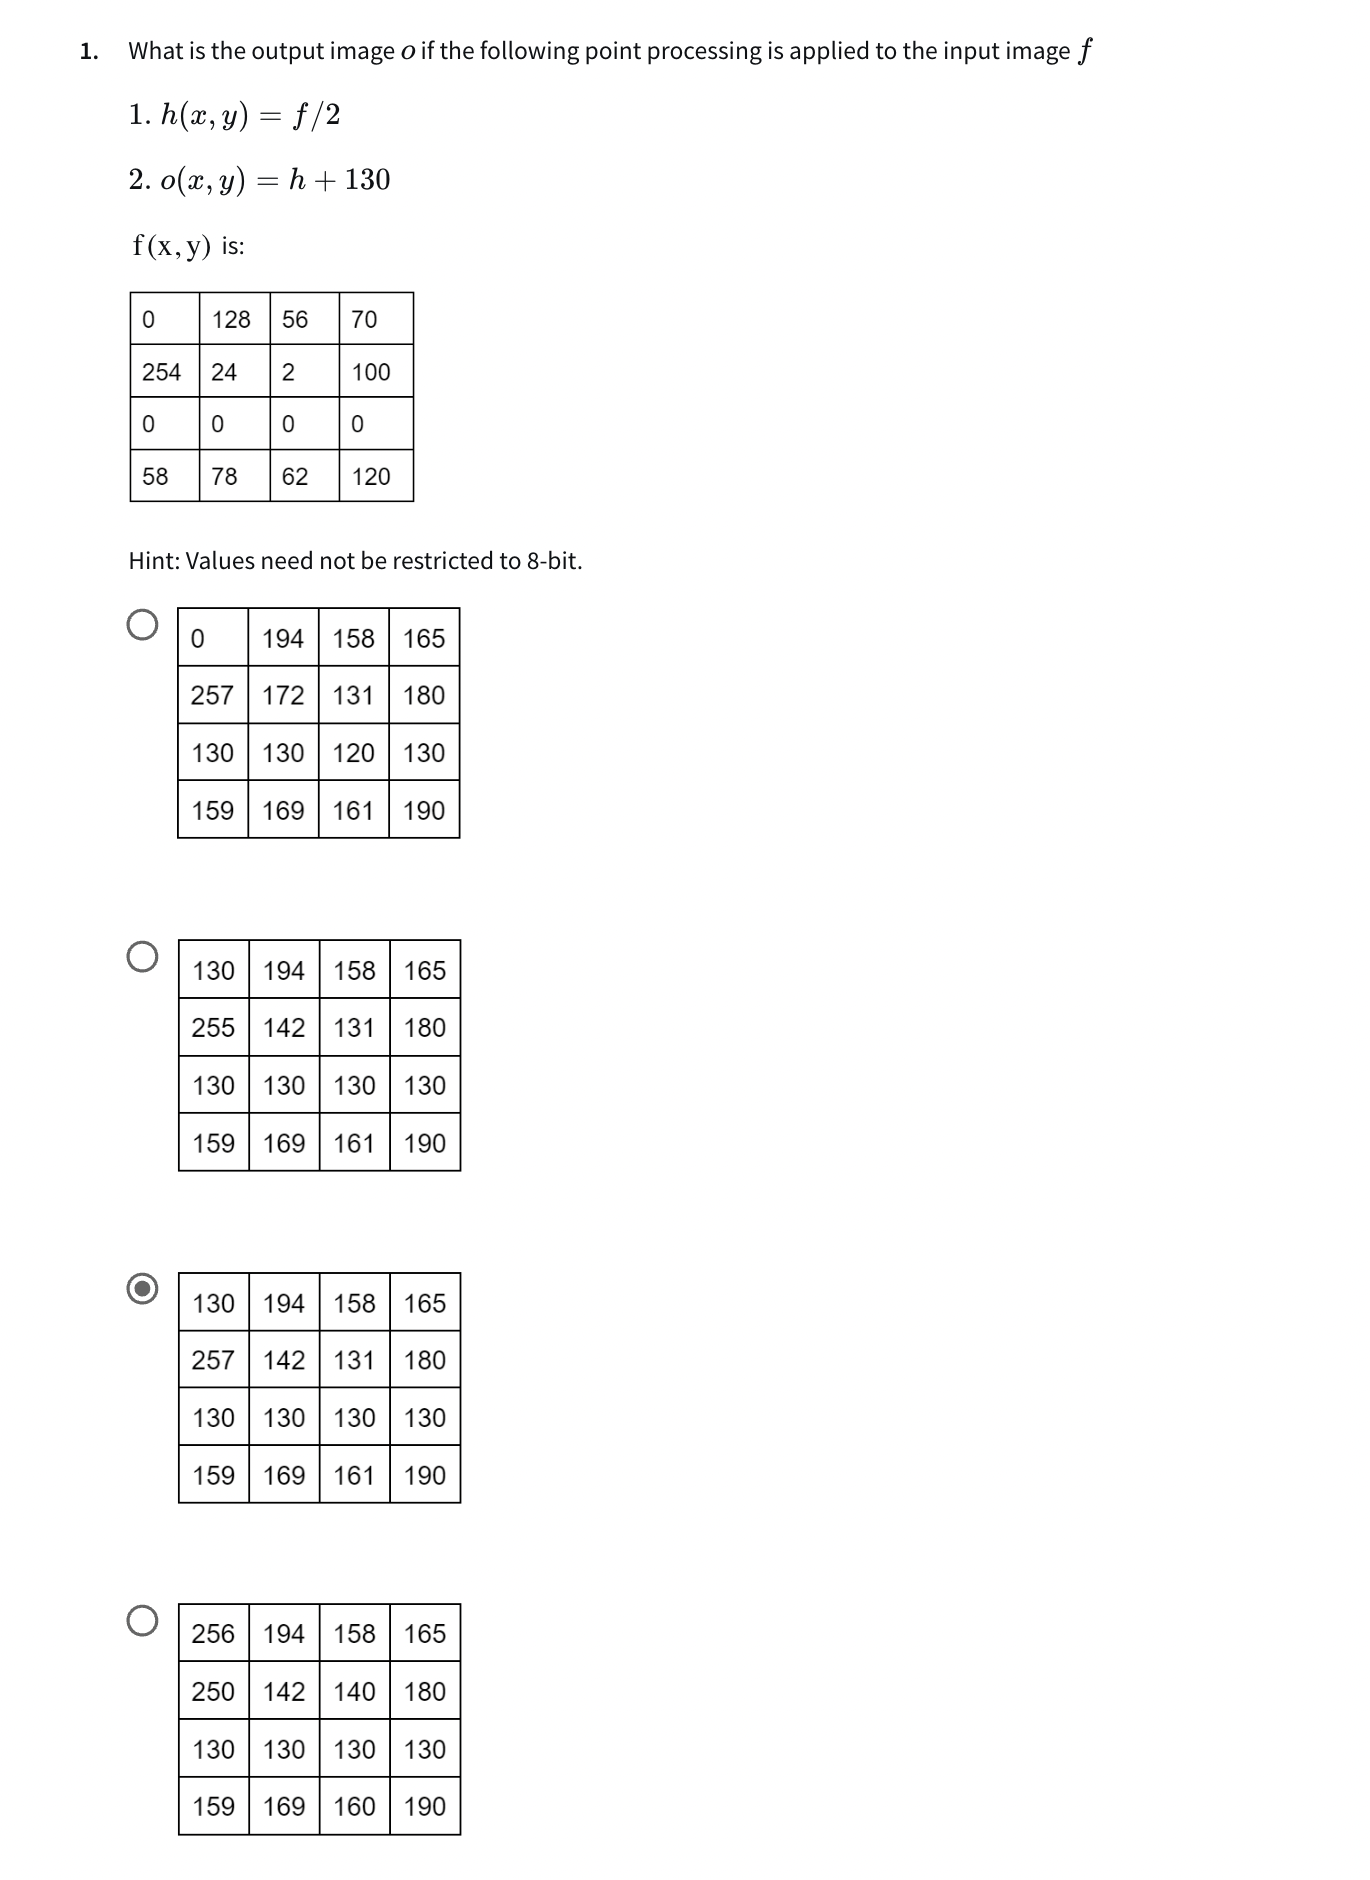 1. What is the output image o if the following point processing is applied to the input image f
1. h(x, y) = f/2
2. o(x, y) = h + 130
f(x,y) is:
0 128 56 70
254 24 2 100
0 0 0 0
58 78 62 120
Hint: Values need not be restricted to 8-bit.
0 194 158 165
257 172 131 180
130 130 120 130
159 169 161 190
130 194 158 165
255 142 131 180
130 130 130 130
159 169 161 190
130 194 158 165
257 142 131 180
130 130 130 130
159 169 161 190
256 194 158 165
250 142 140 180
130 130 130 130
159 169 160 190